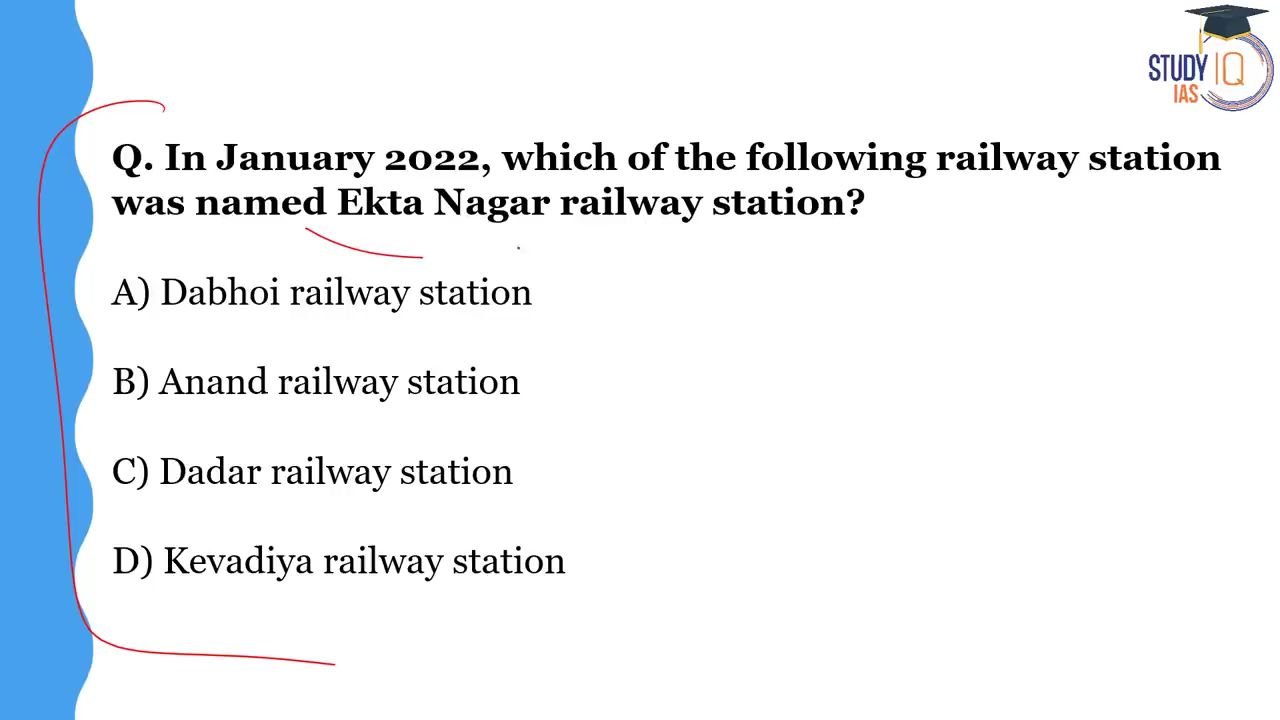 STUDY IQ
IAS
Q. In January 2022, which of the following railway station
was named Ekta Nagar railway station?
A) Dabhoi railway station
B) Anand railway station
C) Dadar railway station
D) Kevadiya railway station